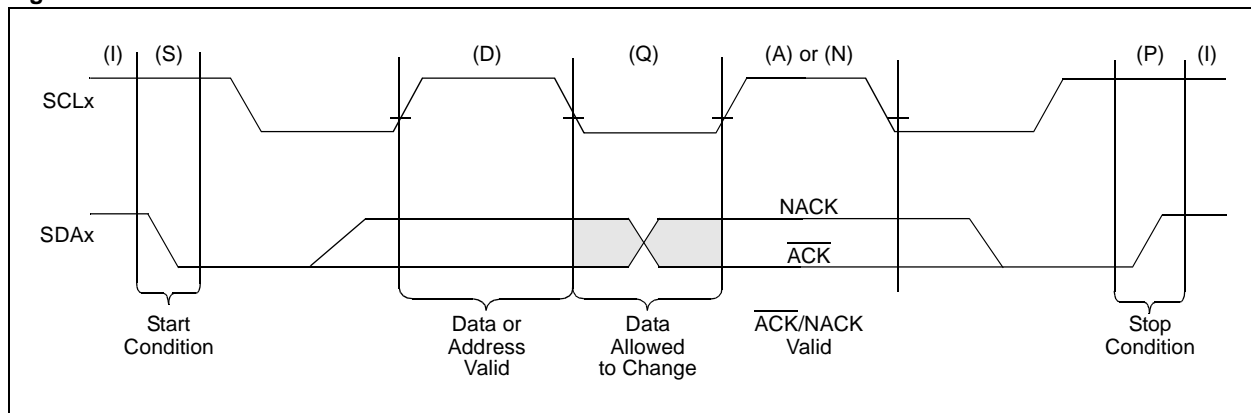 (I) (S) (D) (Q) (A) or (N) (P) (I)
SCLx
SDAx
NACK
ACK
Start
Condition
Data or
Address
Valid
Data
Allowed
to Change
ACK/NACK
Valid
Stop
Condition